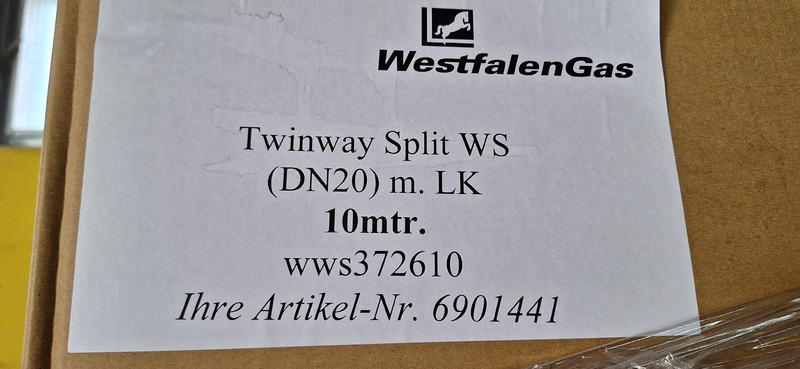 WestfalenGas
Twinway Split WS
(DN20) m. LK
10mtr.
wws372610
Ihre Artikel-Nr. 6901441